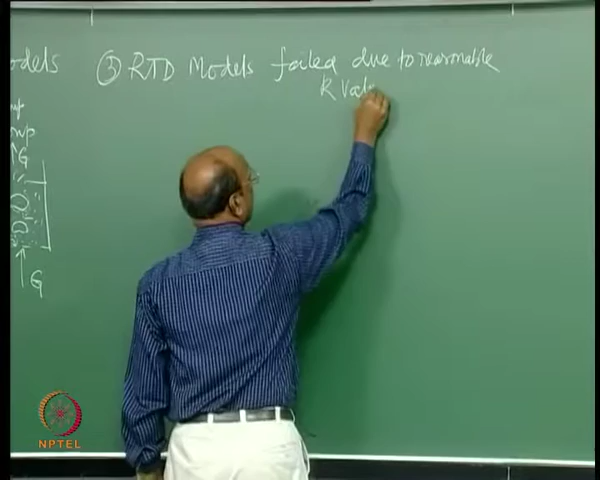 odels ③ RTD Models failed due to reasonable
k Val
G
G
NPTEL